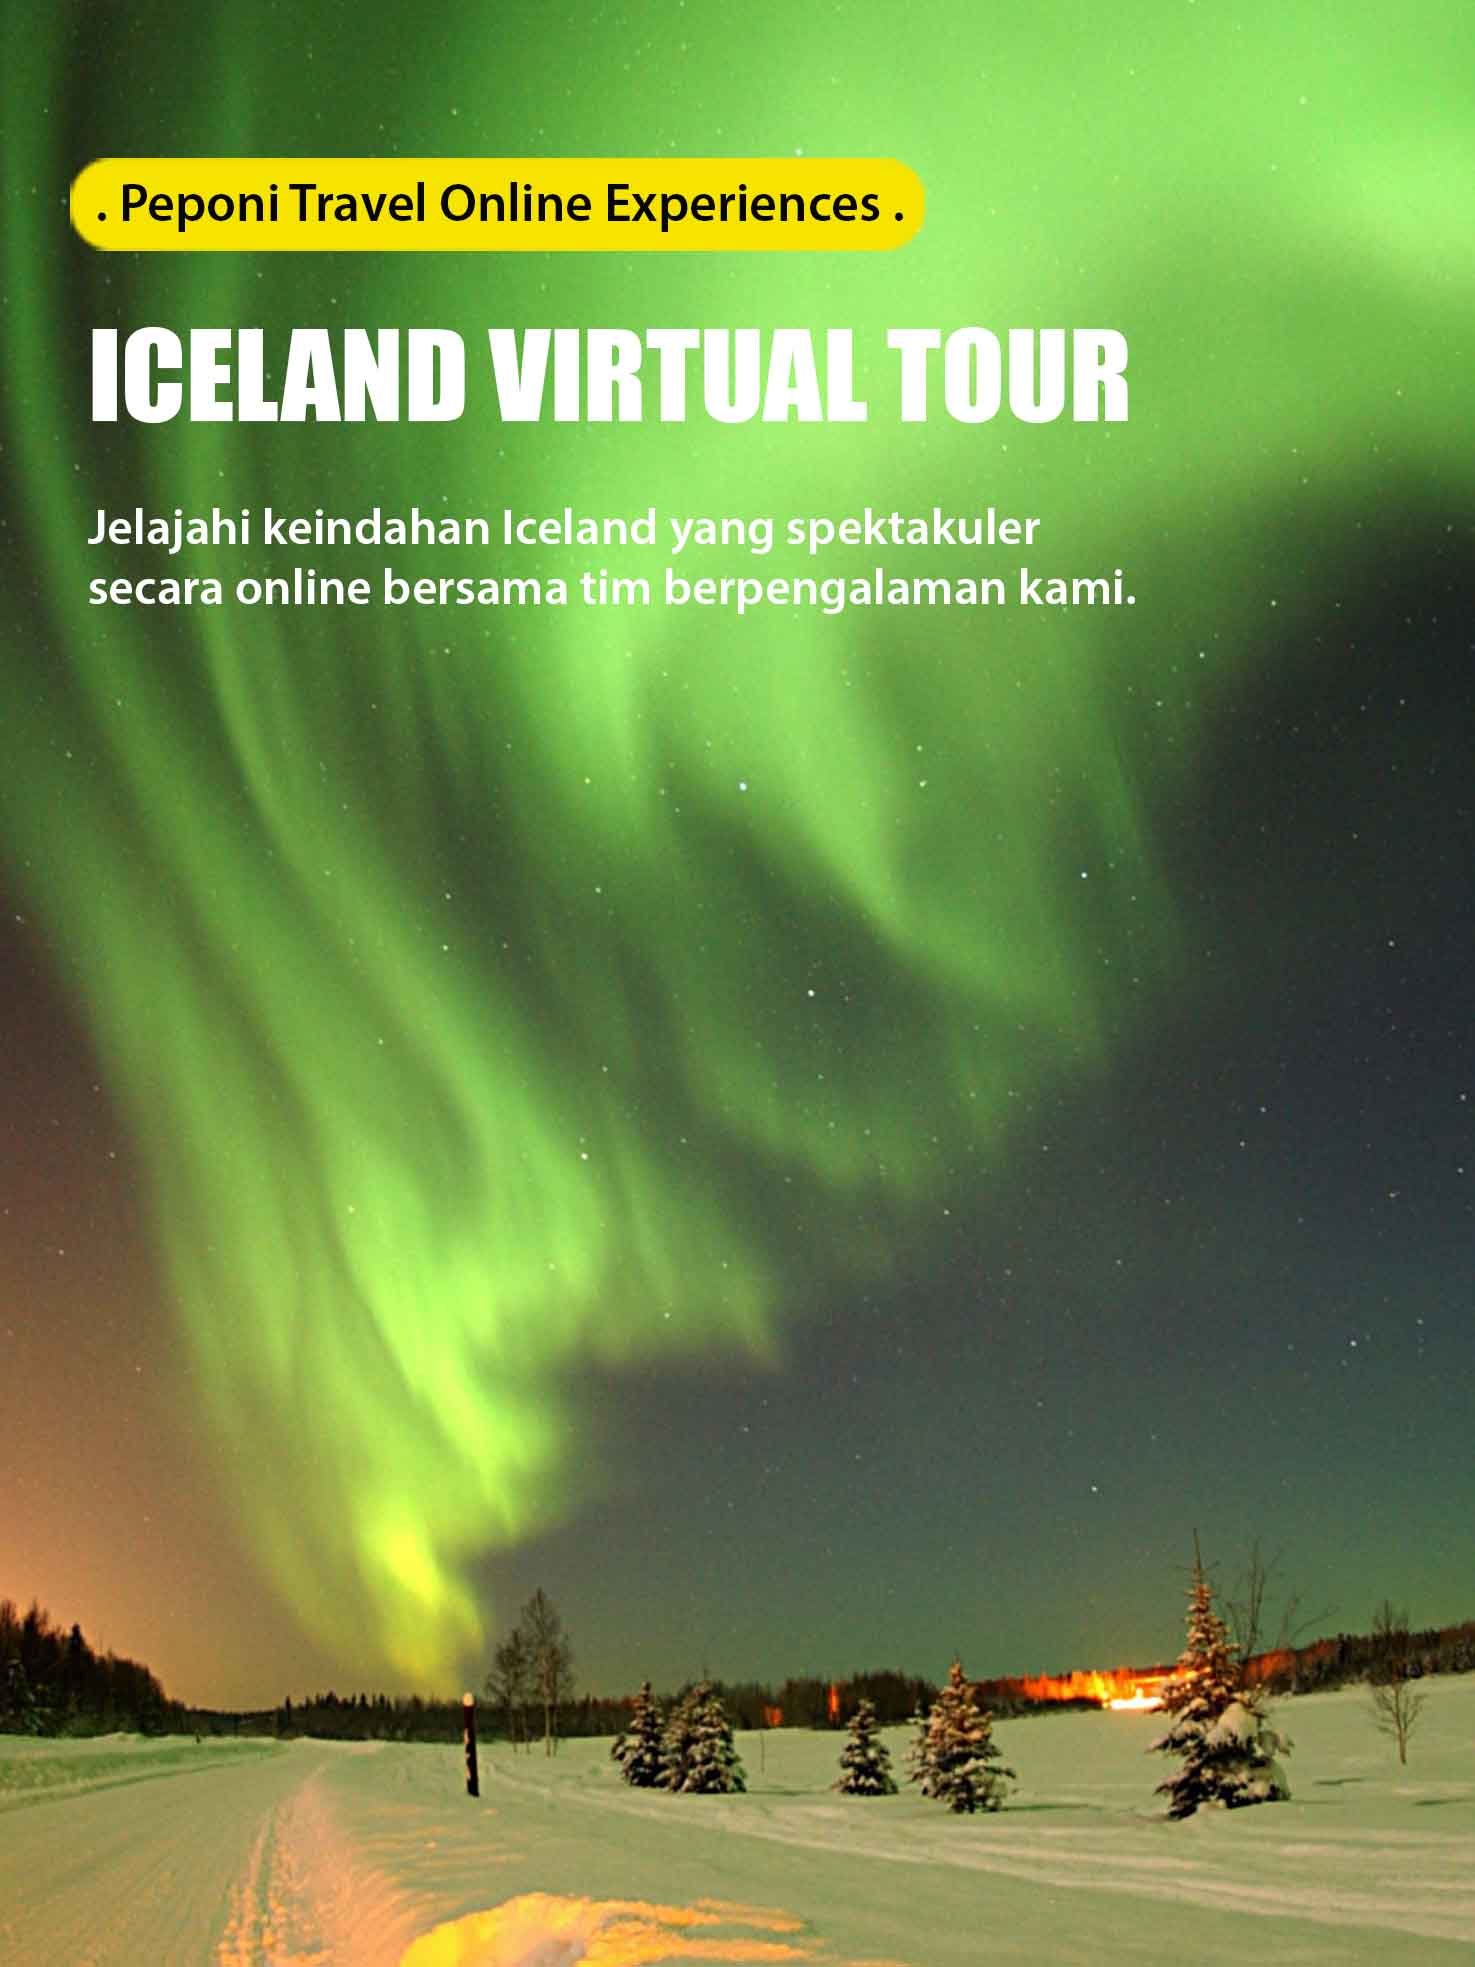 . Peponi Travel Online Experiences .
ICELAND VIRTUAL TOUR
Jelajahi keindahan Iceland yang spektakuler
secara online bersama tim berpengalaman kami.